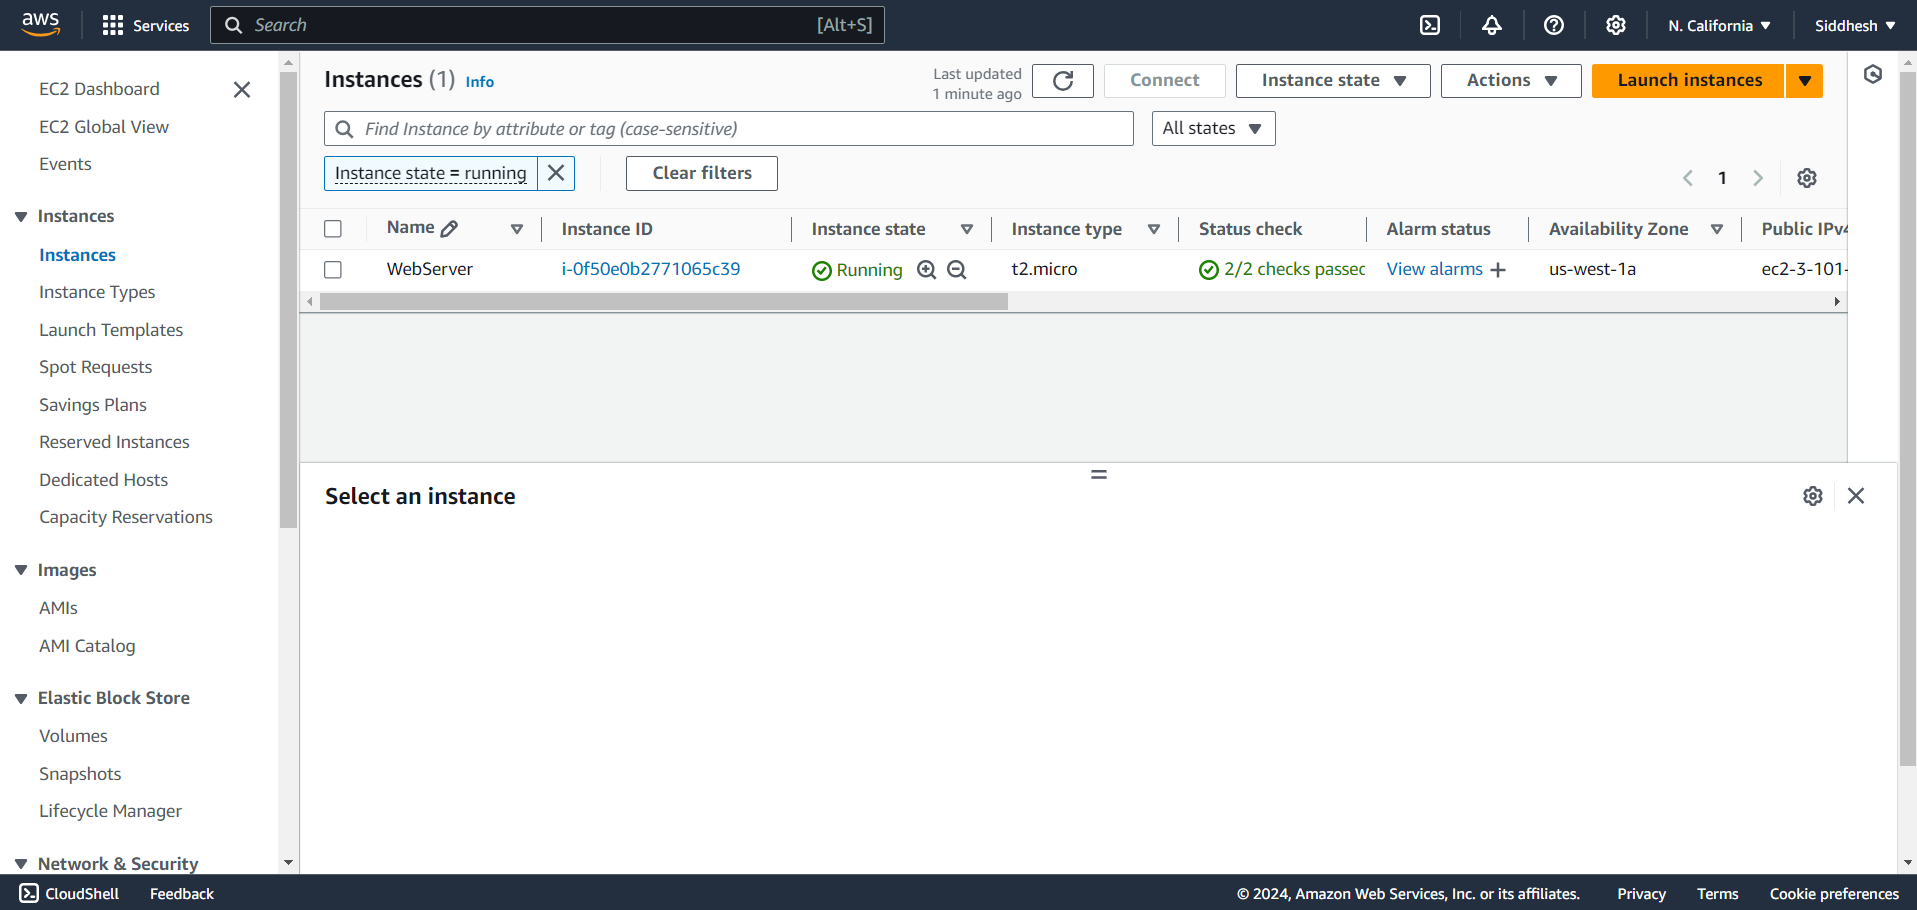 aws
Services
Search [Alt+S]
N. California
Siddhesh
EC2 Dashboard
EC2 Global View
Events
Instances
Instances
Instance Types
Launch Templates
Spot Requests
Savings Plans
Reserved Instances
Dedicated Hosts
Capacity Reservations
Images
AMIs
AMI Catalog
Elastic Block Store
Volumes
Snapshots
Lifecycle Manager
Network & Security
Instances (1) Info
Last updated
1 minute ago
Connect
Instance state
Actions
Launch instances
Find Instance by attribute or tag (case-sensitive)
All states
Instance state = running
Clear filters
1
Name Instance ID Instance state Instance type Status check Alarm status Availability Zone Public IPv4
WebServer i-0f50e0b2771065c39 Running t2.micro 2/2 checks passed View alarms us-west-1a ec2-3-101-
Select an instance
CloudShell Feedback © 2024, Amazon Web Services, Inc. or its affiliates. Privacy Terms Cookie preferences